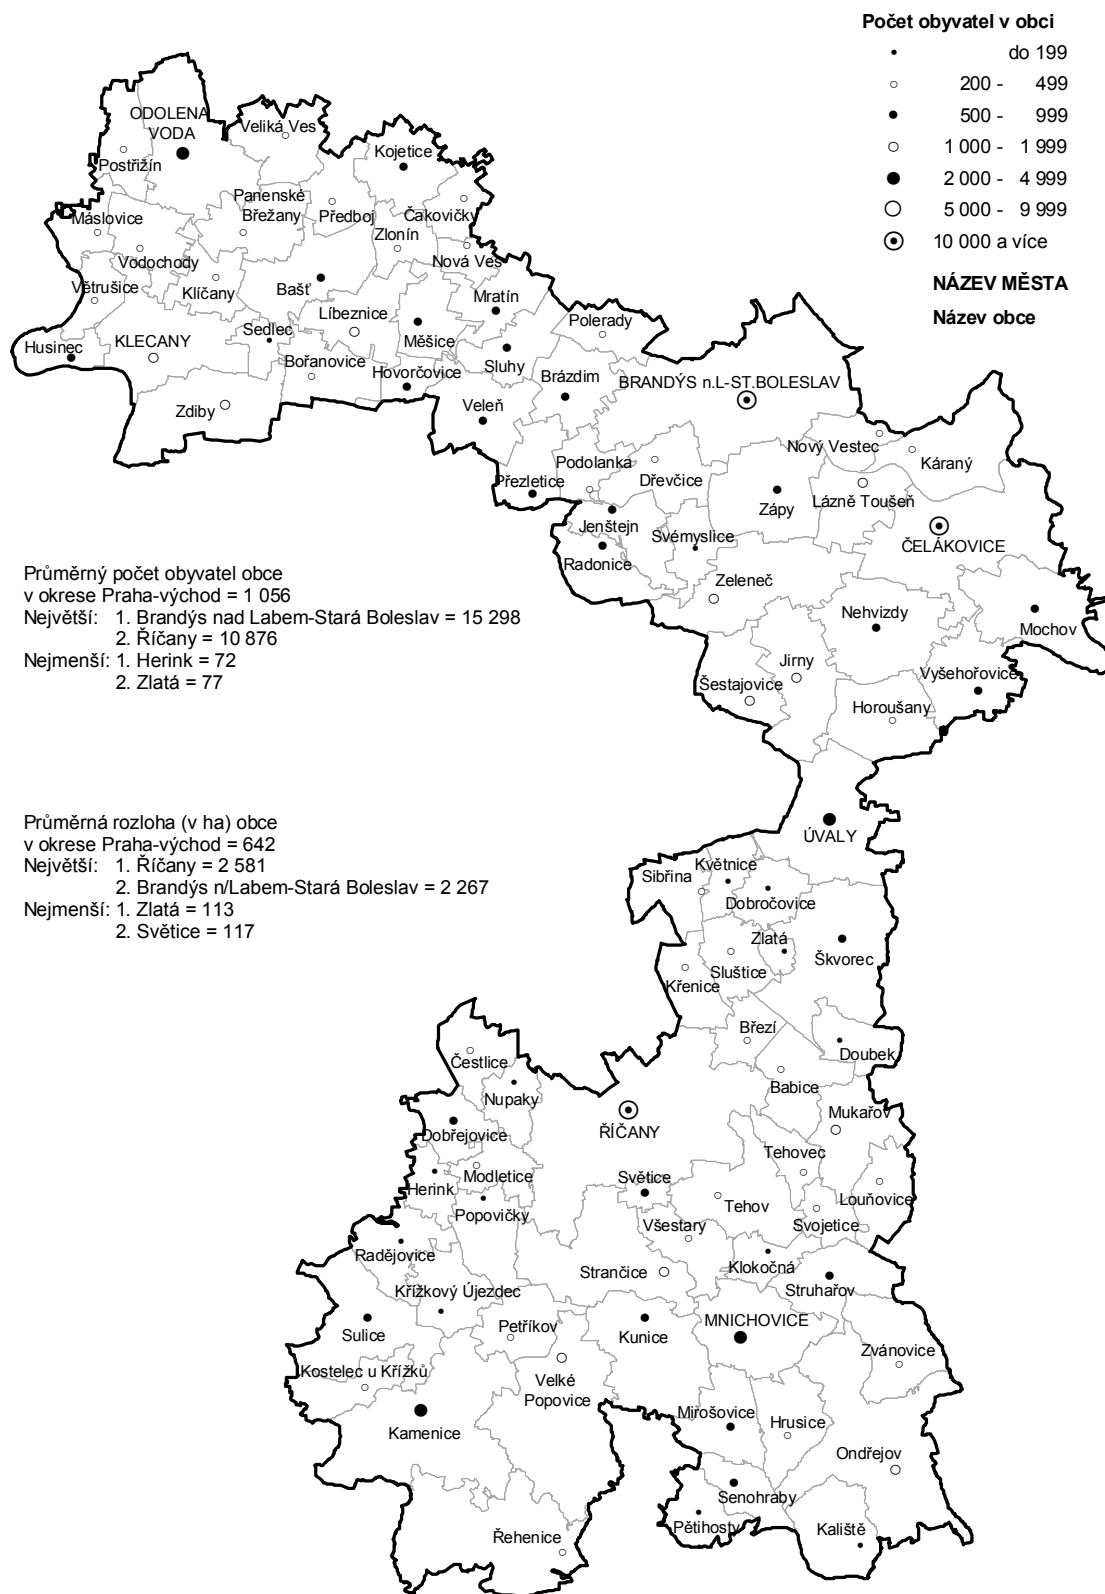 Počet obyvatel v obci
do 199
200 - 499
500 - 999
1 000 - 1 999
2 000 - 4 999
5 000 - 9 999
10 000 a více
NÁZEV MĚSTA
Název obce
ODOLENA
VODA
Veliká Ves
Postřižín
Kojetice
Panenské
Břežany
Předboj
Čakovičky
Máslovice
Zlonín
Nová Ves
Vodochody
Větrušice
Klíčany
Bašť
Mratín
Líbeznice
Polerady
Sedlec
Měšice
Husinec
KLECANY
Bořanovice
Hovorčovice
Sluhy
Brázdim
BRANDÝS n.L-ST.BOLESLAV
Zdiby
Veleň
Nový Vestec
Káraný
Podolanka
Přezletice
Dřevčice
Lázně Toušeň
Zápy
Jenštejn
Svémyslice
ČELÁKOVICE
Radonice
Zeleneč
Nehvizdy
Mochov
Jirny
Vyšehořovice
Šestajovice
Horoušany
Průměrný počet obyvatel obce
v okrese Praha-východ = 1 056
Největší: 1. Brandýs nad Labem-Stará Boleslav = 15 298
2. Říčany = 10 876
Nejmenší: 1. Herink = 72
2. Zlatá = 77
Průměrná rozloha (v ha) obce
v okrese Praha-východ = 642
Největší: 1. Říčany = 2 581
2. Brandýs n/Labem-Stará Boleslav = 2 267
Nejmenší: 1. Zlatá = 113
2. Světice = 117
ÚVALY
Květnice
Sibřina
Dobročovice
Zlatá
Sluštice
Škvorec
Křenice
Březí
Doubek
Čestlice
Babice
Nupaky
Mukařov
ŘÍČANY
Dobřejovice
Tehovec
Modletice
Herink
Světice
Louňovice
Tehov
Popovičky
Všestary
Svojetice
Radějovice
Klokočná
Strančice
Struhařov
Křížkový Újezdec
MNICHOVICE
Sulice
Petříkov
Kunice
Zvánovice
Kostelec u Křížků
Velké
Popovice
Mirošovice
Hrusice
Kamenice
Ondřejov
Senohraby
Pětihosty
Kaliště
Řehenice